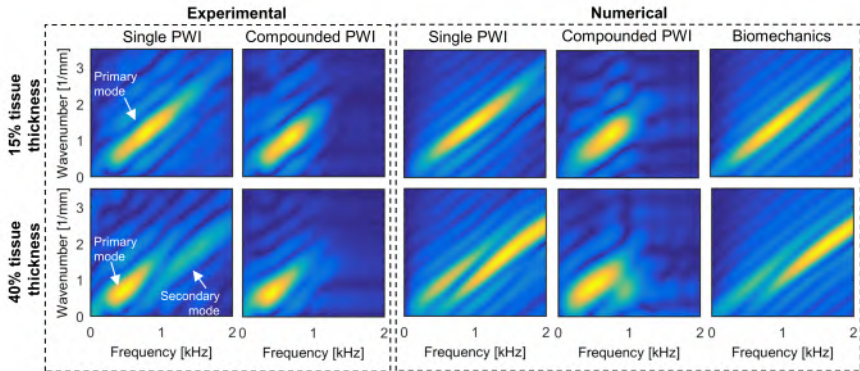 Experimental
Numerical
Single PWI
Compounded PWI
Single PWI
Compounded PWI
Biomechanics
15% tissue
thickness
Wavenumber [1/mm]
3
2
1
0
Primary
mode
40% tissue
thickness
Wavenumber [1/mm]
3
2
1
0
Primary
mode
Secondary
mode
0
1
2
0
1
2
0
1
2
0
1
2
0
1
2
Frequency [kHz]
Frequency [kHz]
Frequency [kHz]
Frequency [kHz]
Frequency [kHz]